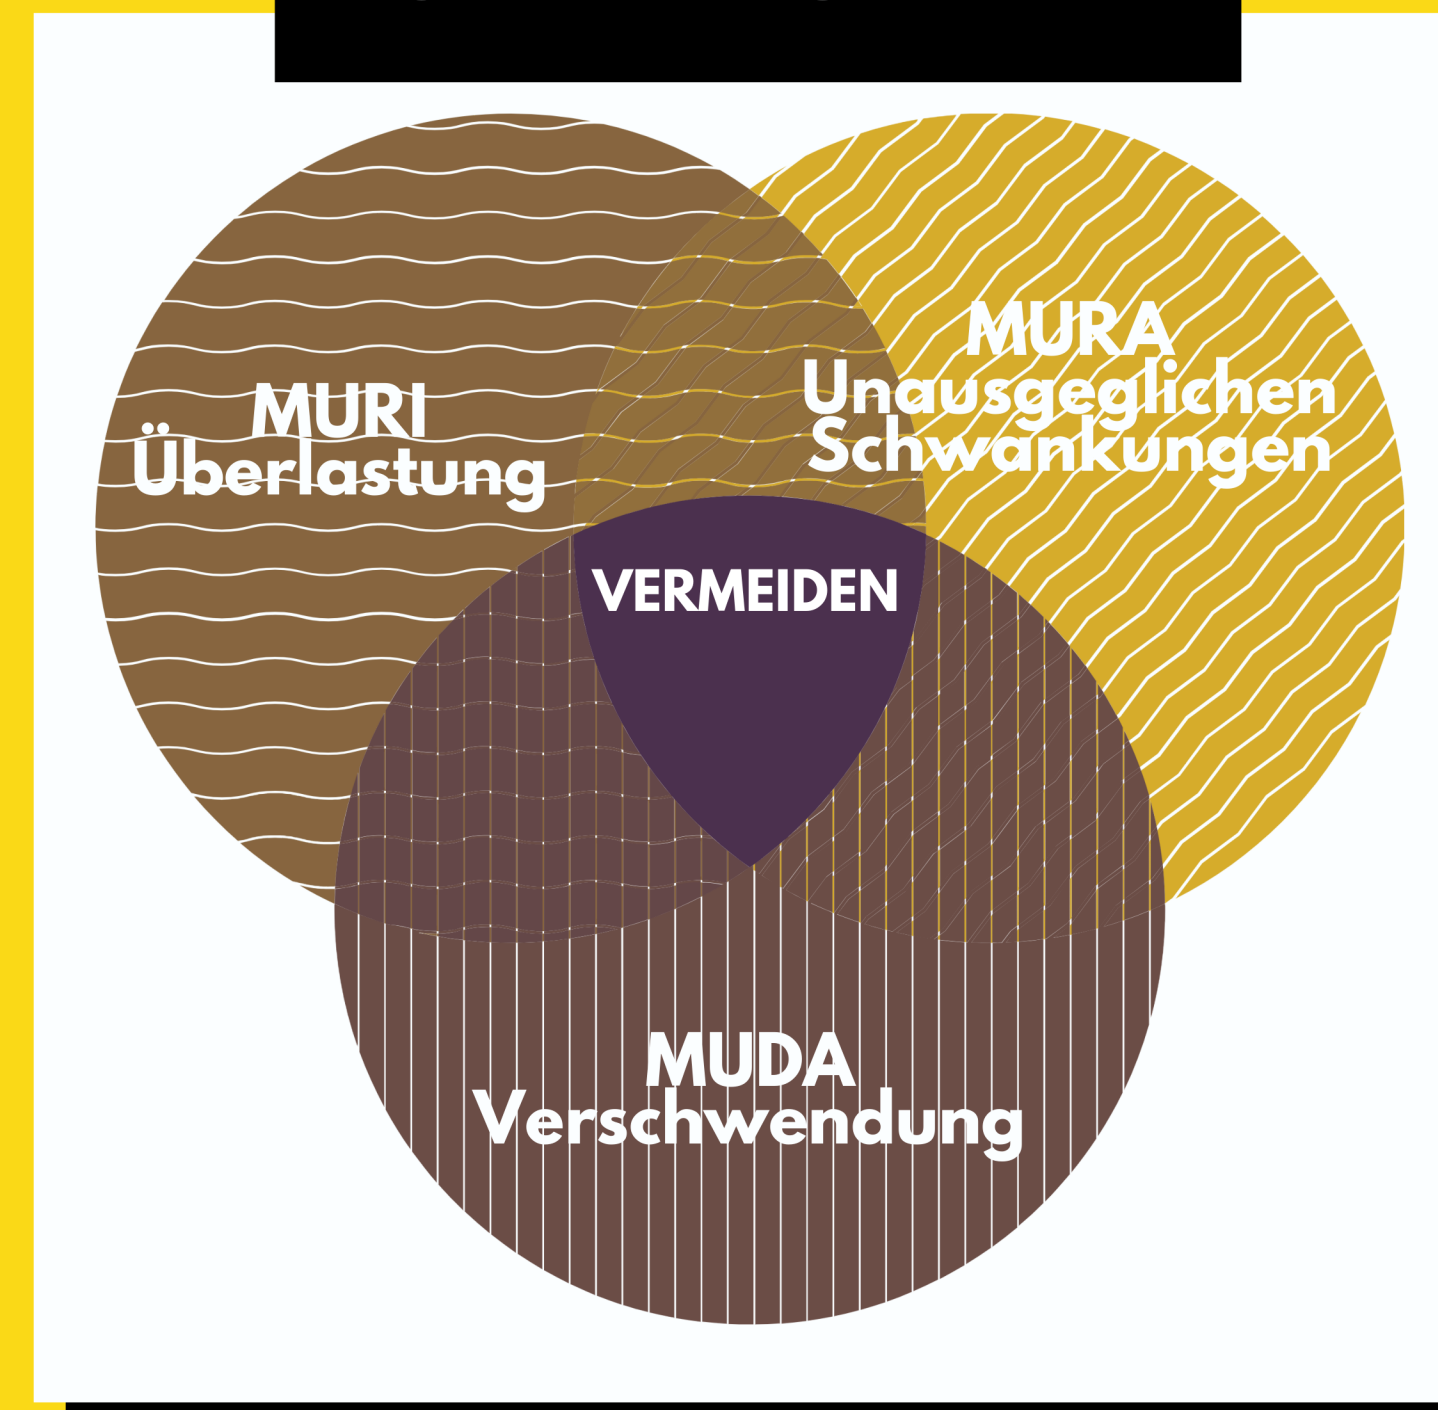 MURI
Überlastung
MURA
Unausgeglichen
Schwankungen
VERMEIDEN
MUDA
Verschwendung